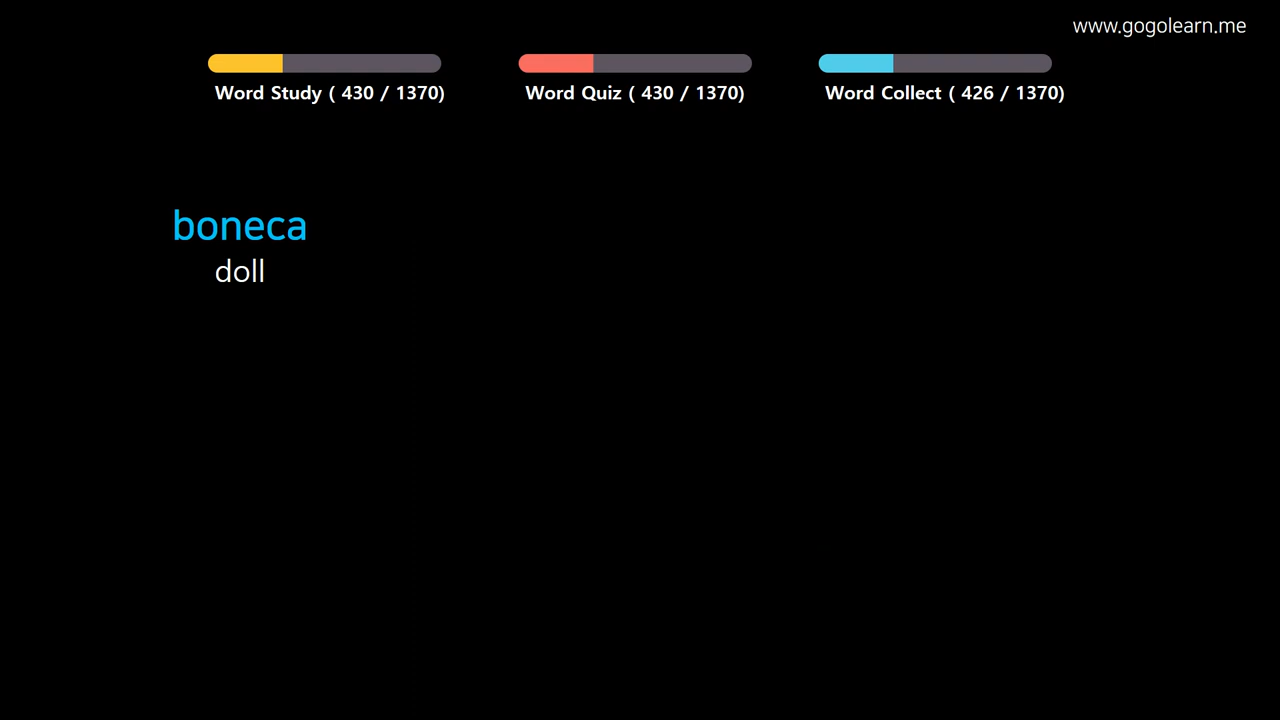 www.gogolearn.me
Word Study ( 430 / 1370)
Word Quiz ( 430 / 1370)
Word Collect ( 426 / 1370)
boneca
doll